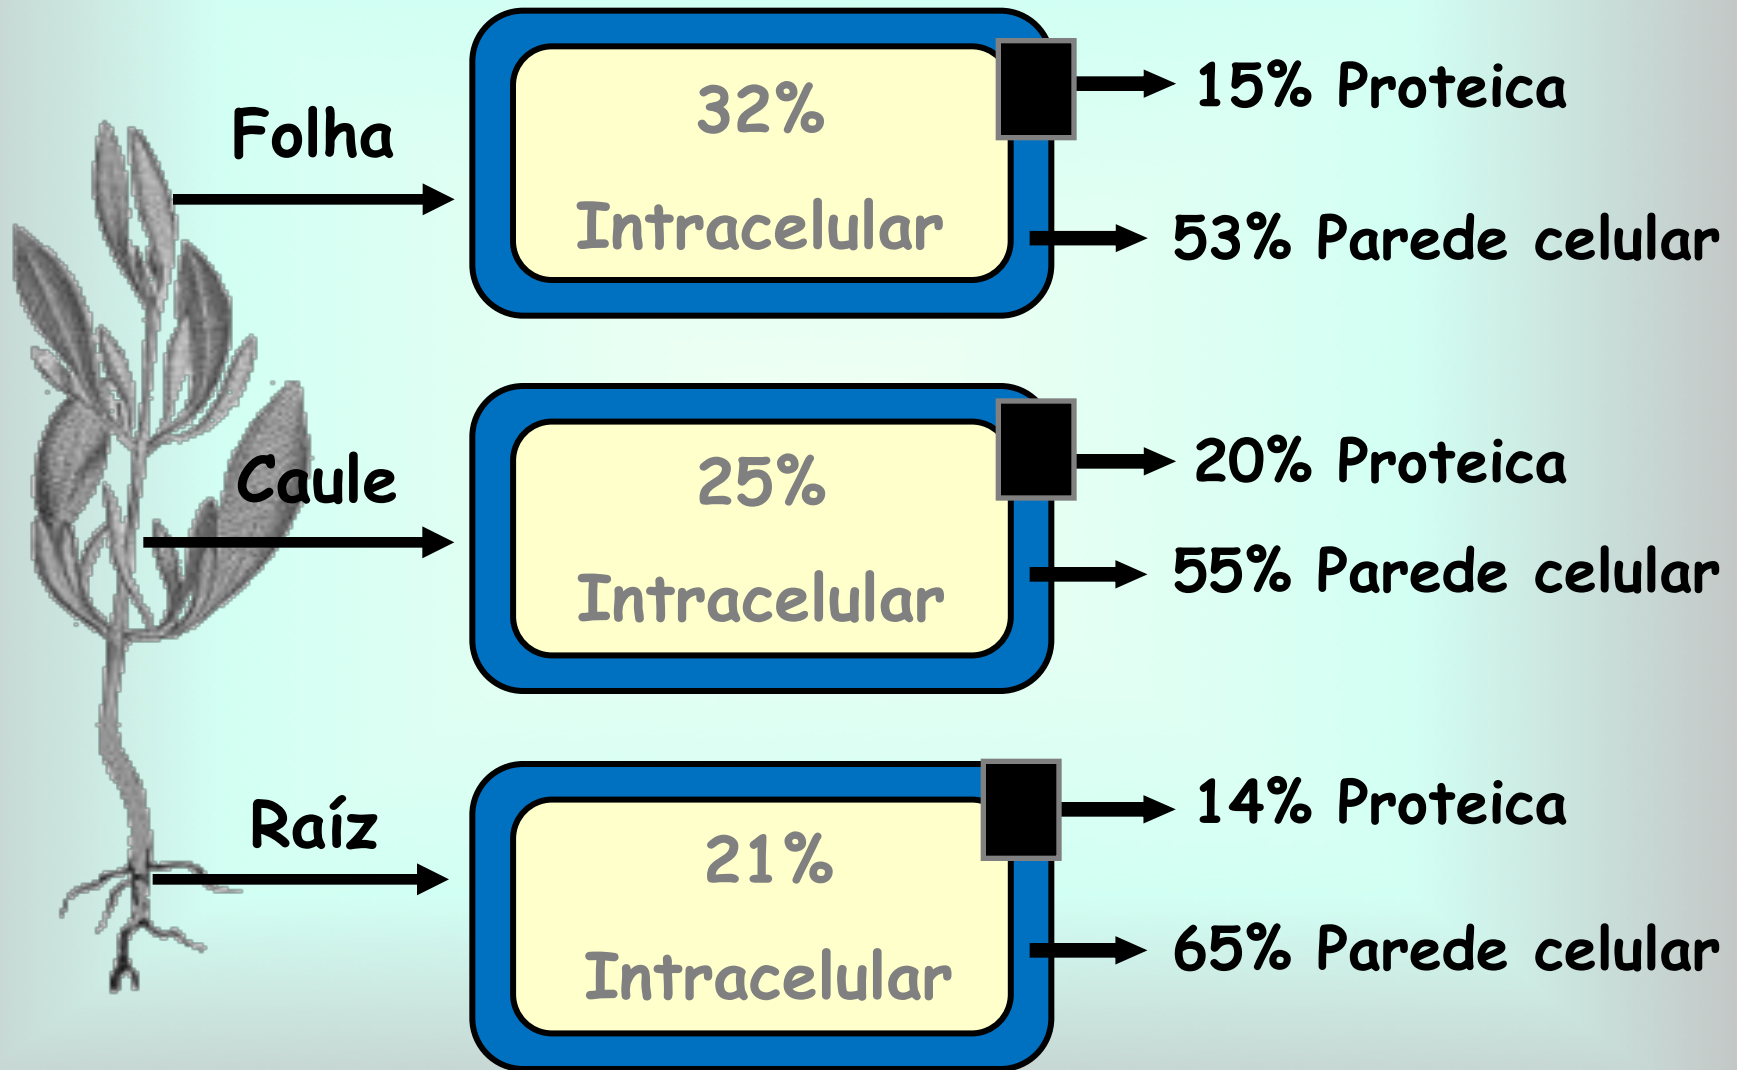 Folha
32%
Intracelular
15% Proteica
53% Parede celular
Caule
25%
Intracelular
20% Proteica
55% Parede celular
Raíz
21%
Intracelular
14% Proteica
65% Parede celular